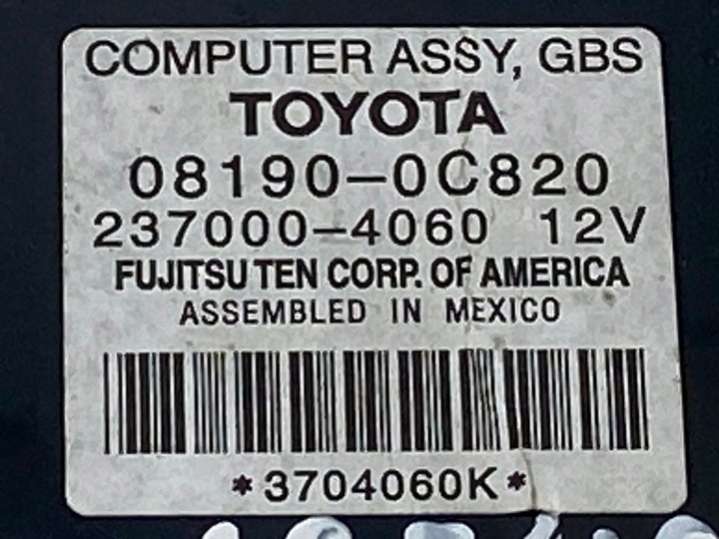 COMPUTER ASSY, GBS
TOYOTA
08190-0C820
237000-4060 12V
FUJITSU TEN CORP. OF AMERICA
ASSEMBLED IN MEXICO
*3704060K*